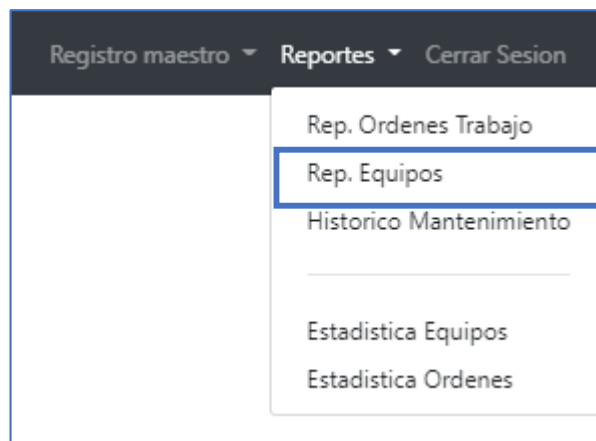 Registro maestro Reportes Cerrar Sesion
Rep. Ordenes Trabajo
Rep. Equipos
Historico Mantenimiento
Estadistica Equipos
Estadistica Ordenes